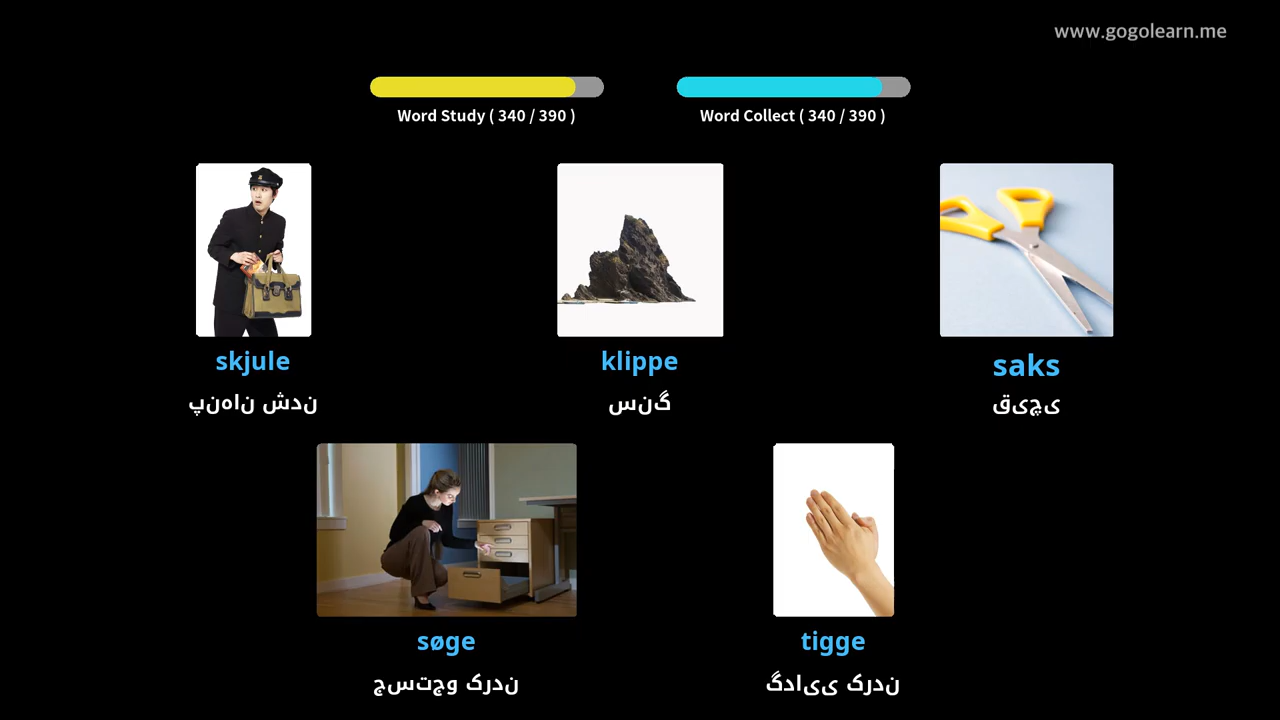 www.gogolearn.me
Word Study ( 340 / 390 )
Word Collect ( 340 / 390 )
skjule
klippe
saks
پنهان شدن
سنگ
قیچی
søge
tigge
جستجو کردن
گدایی کردن